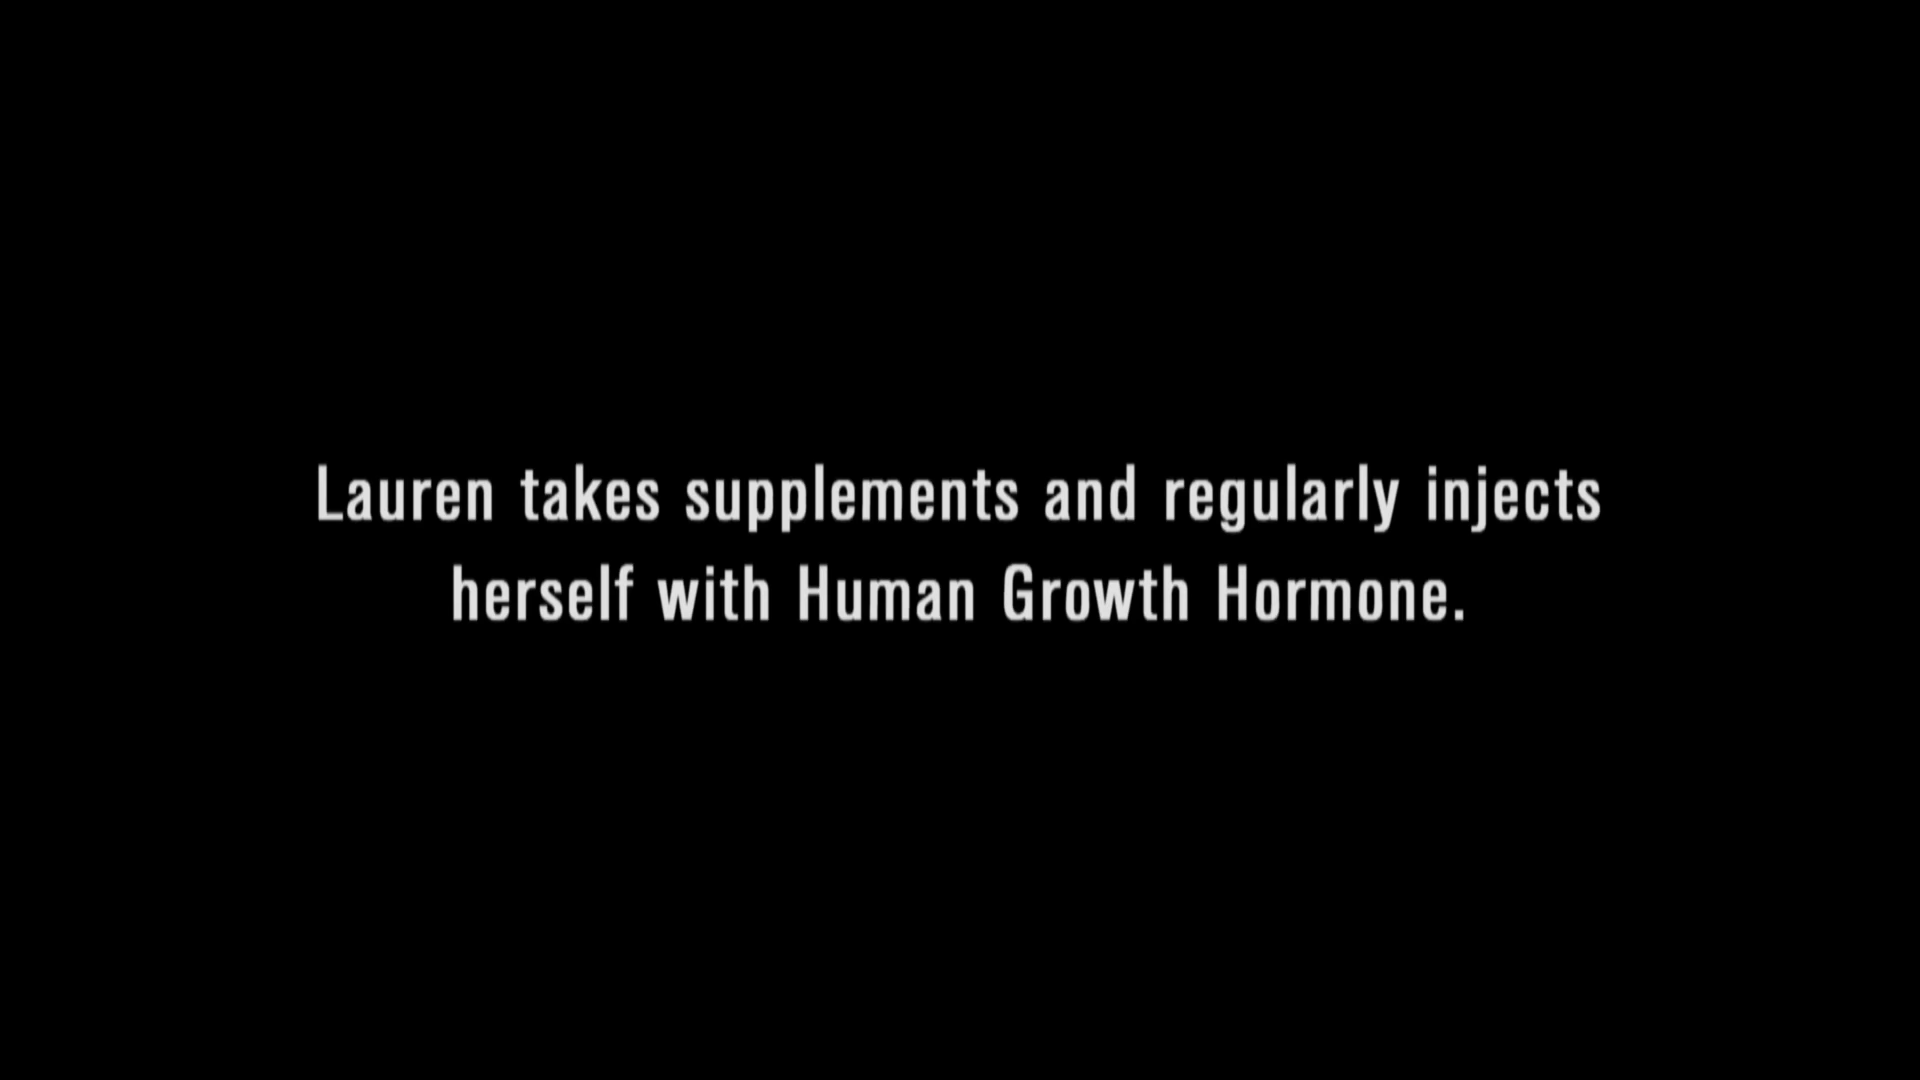 Lauren takes supplements and regularly injects
herself with Human Growth Hormone.